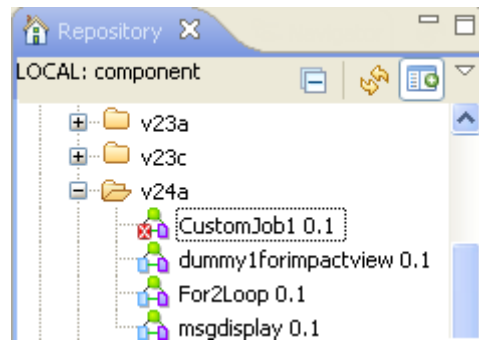 Repository
LOCAL: component
v23a
v23c
v24a
CustomJob1 0.1
dummy1forimpactview 0.1
For2Loop 0.1
msgdisplay 0.1